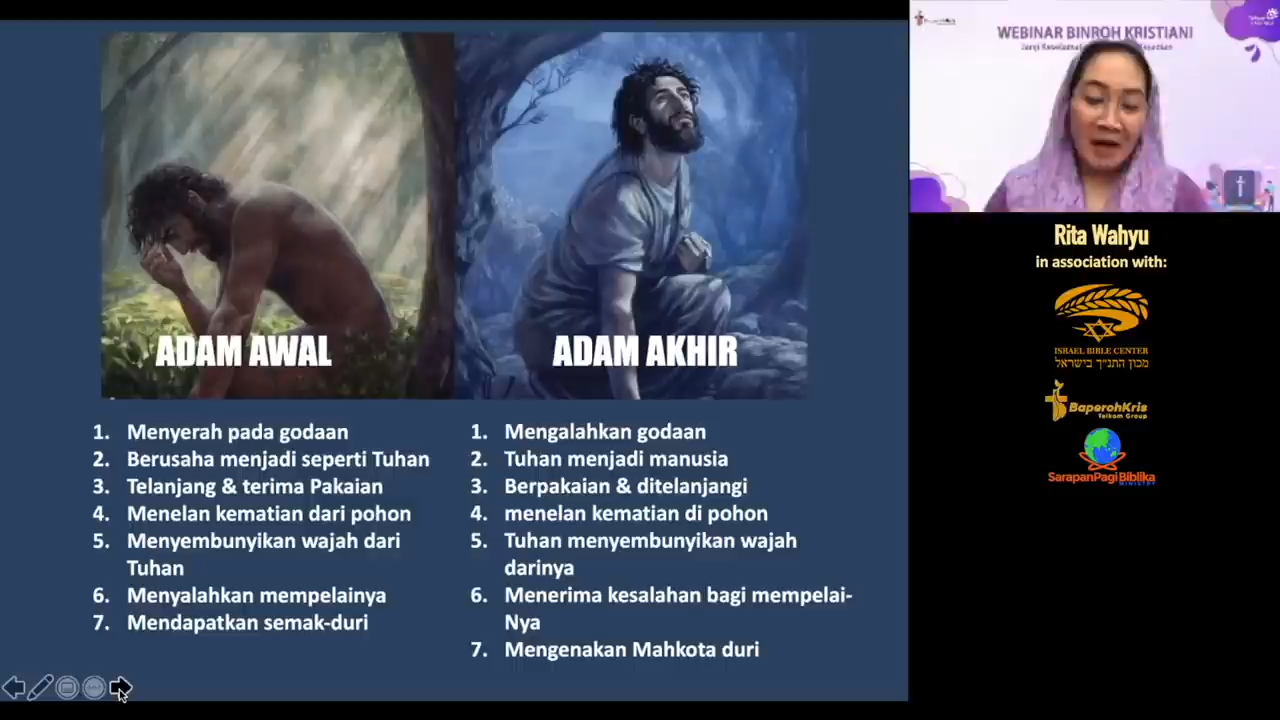 ADAM AWAL
ADAM AKHIR
1. Menyerah pada godaan
2. Berusaha menjadi seperti Tuhan
3. Telanjang & terima Pakaian
4. Menelan kematian dari pohon
5. Menyembunyikan wajah dari
Tuhan
6. Menyalahkan mempelainya
7. Mendapatkan semak-duri
1. Mengalahkan godaan
2. Tuhan menjadi manusia
3. Berpakaian & ditelanjangi
4. menelan kematian di pohon
5. Tuhan menyembunyikan wajah
darinya
6. Menerima kesalahan bagi mempelai-
Nya
7. Mengenakan Mahkota duri
WEBINAR BINROH KRISTIANI
Rita Wahyu
in association with:
ISRAEL BIBLE CENTER
מכון התנ״ך בישראל
BaperohKris
Telkom Group
SarapanPagiBiblika
MINISTRY